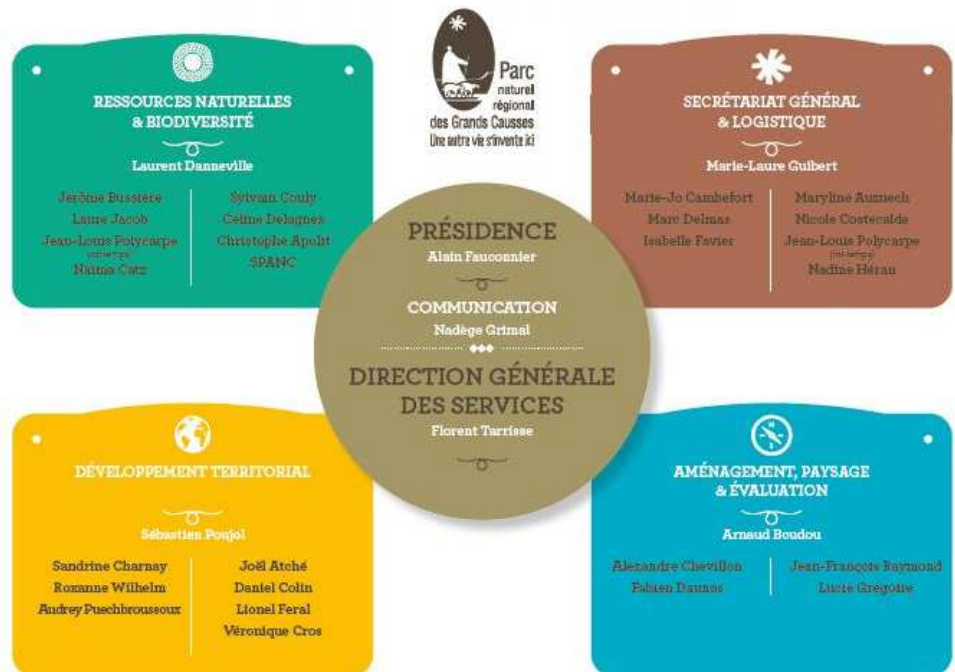 Parc
naturel
régional
des Grands Causses
Une autre vie s'invente ici
RESSOURCES NATURELLES
& BIODIVERSITÉ
Laurent Danneville
Jérôme Bussière
Laure Jacob
Jean-Louis Polycarpe
(mi-temps)
Naïma Catz
Sylvain Couly
Céline Delagnes
Christophe Apolit
SPANC
SECRÉTARIAT GÉNÉRAL
& LOGISTIQUE
Marie-Laure Guibert
Marie-Jo Cambefort
Marc Delmas
Isabelle Favier
Maryline
Nicole Costecalde
Jean-Louis Polycarpe
(mi-temps)
Nadine Héran
PRÉSIDENCE
Alain Fauconnier
COMMUNICATION
Nadège Grimal
DIRECTION GÉNÉRALE
DES SERVICES
Florent Tarrisse
DÉVELOPPEMENT TERRITORIAL
Sébastien Poujol
Sandrine Charnay
Roxanne Wilhelm
Audrey Puechbroussoux
Joël Atché
Daniel Colin
Lionel Feral
Véronique Cros
AMÉNAGEMENT, PAYSAGE
& ÉVALUATION
Arnaud Boudou
Alexandre Chevillon
Fabien Daunas
Jean-François Raymond
Lucie Grégoire